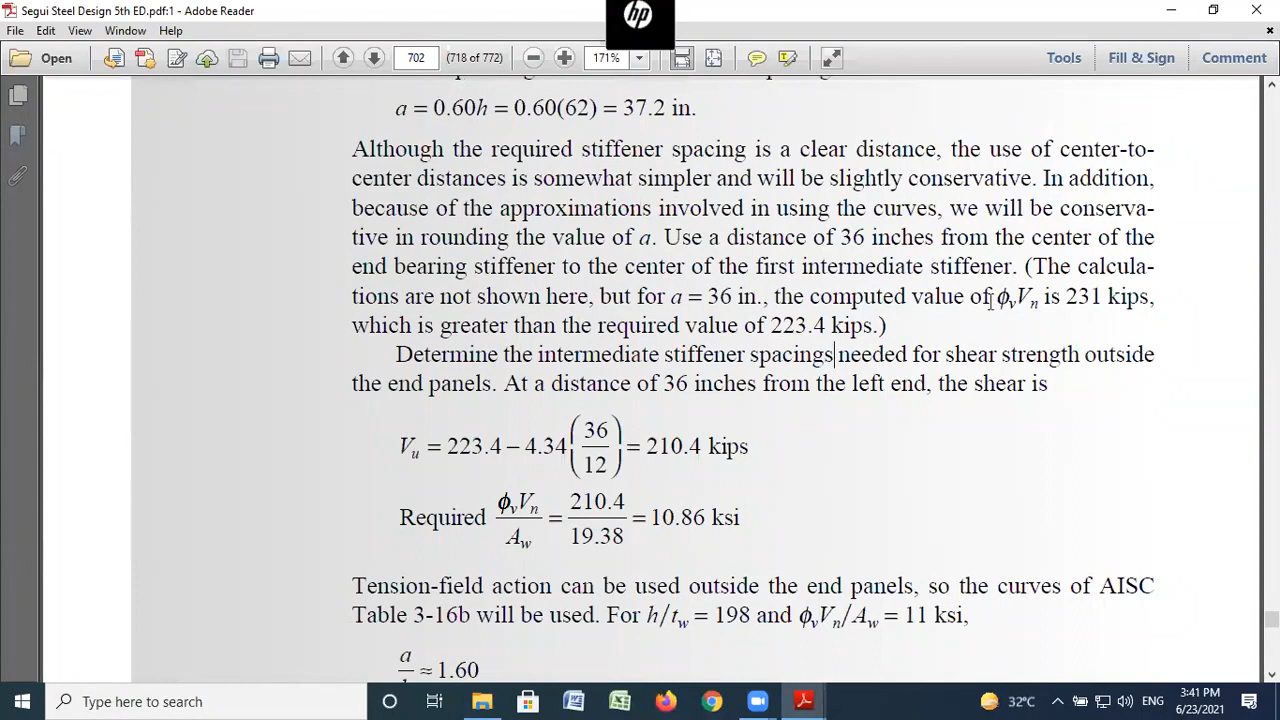 Segui Steel Design 5th ED.pdf:1 - Adobe Reader
hp
File Edit View Window Help
Open 702 (718 of 772) 171% Tools Fill & Sign Comment
a = 0.60h = 0.60(62) = 37.2 in.
Although the required stiffener spacing is a clear distance, the use of center-to-
center distances is somewhat simpler and will be slightly conservative. In addition,
because of the approximations involved in using the curves, we will be conserva-
tive in rounding the value of a. Use a distance of 36 inches from the center of the
end bearing stiffener to the center of the first intermediate stiffener. (The calcula-
tions are not shown here, but for a = 36 in., the computed value of ϕvVn is 231 kips,
which is greater than the required value of 223.4 kips.)
Determine the intermediate stiffener spacings needed for shear strength outside
the end panels. At a distance of 36 inches from the left end, the shear is
Vu = 223.4 − 4.34(36/12) = 210.4 kips
Required ϕvVn/Aw = 210.4/19.38 = 10.86 ksi
Tension-field action can be used outside the end panels, so the curves of AISC
Table 3-16b will be used. For h/tw = 198 and ϕvVn/Aw = 11 ksi,
a
≈ 1.60
Type here to search 32°C ENG 3:41 PM
6/23/2021